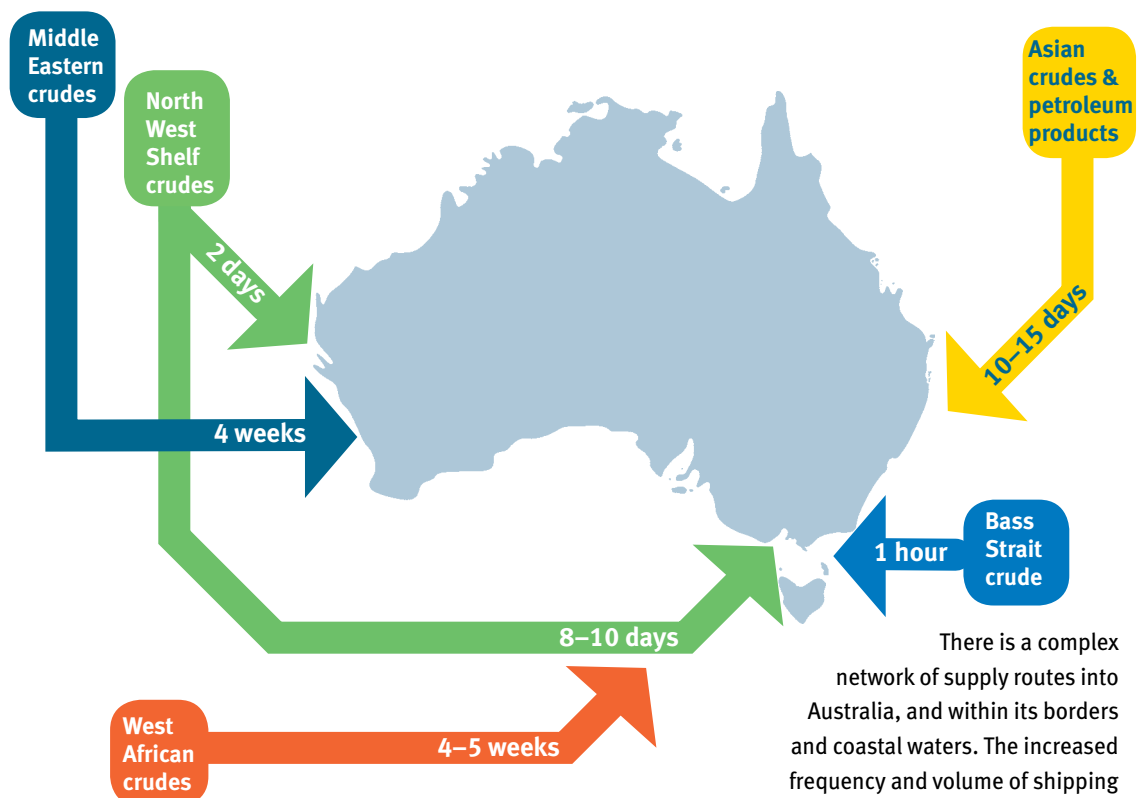 Middle
Eastern
crudes
North
West
Shelf
crudes
Asian
crudes &
petroleum
products
2 days
10–15 days
4 weeks
Bass
Strait
crude
1 hour
8–10 days
West
African
crudes
4–5 weeks
There is a complex
network of supply routes into
Australia, and within its borders
and coastal waters. The increased
frequency and volume of shipping